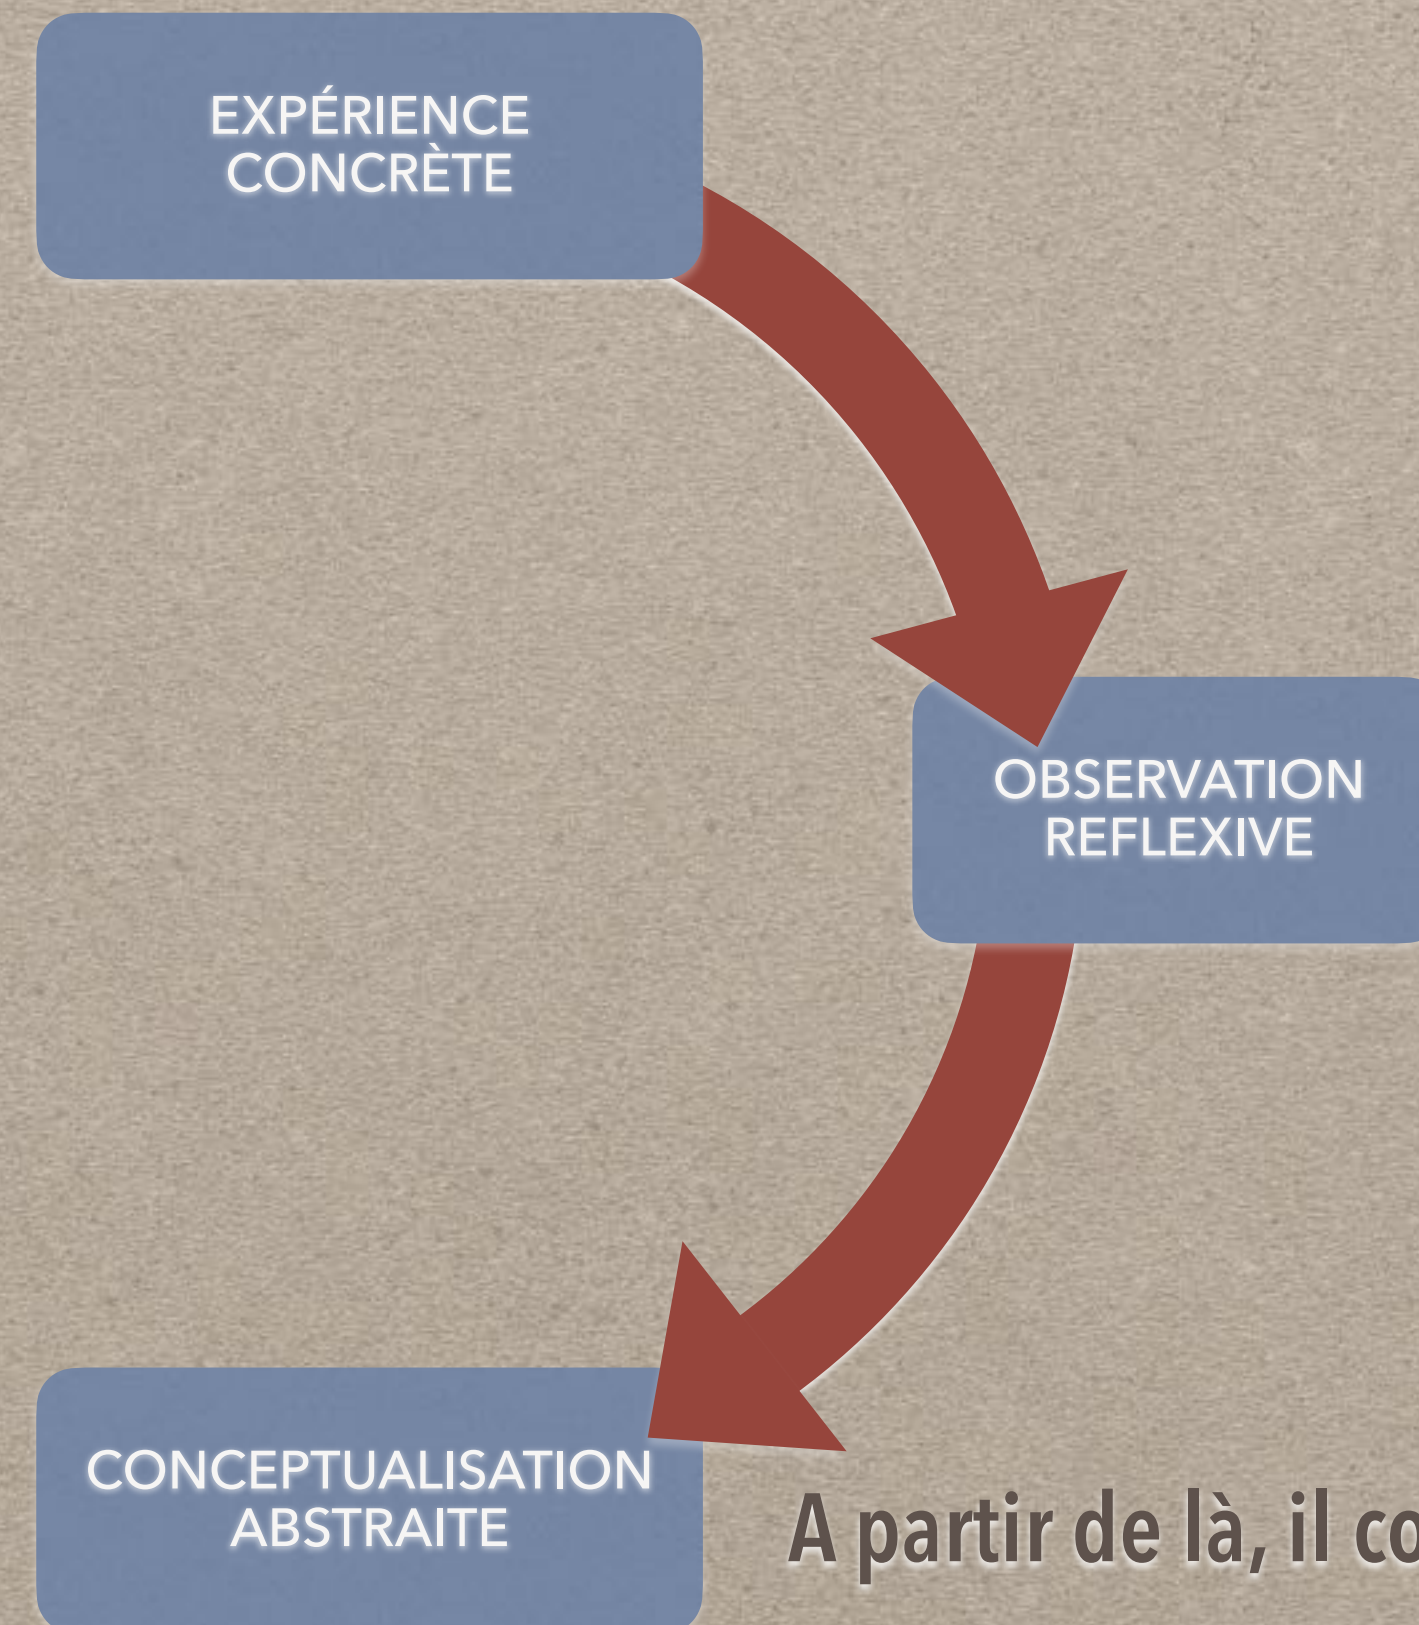 EXPÉRIENCE
CONCRÈTE
OBSERVATION
REFLEXIVE
CONCEPTUALISATION
ABSTRAITE
A partir de là, il